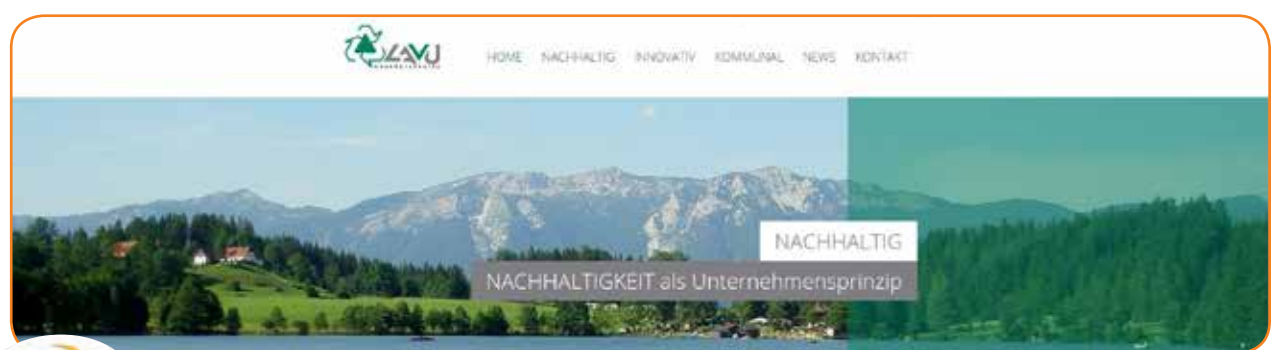 LAVU
HOME NACHHALTIG INNOVATIV KOMMUNAL NEWS KONTAKT
NACHHALTIG
NACHHALTIGKEIT als Unternehmensprinzip